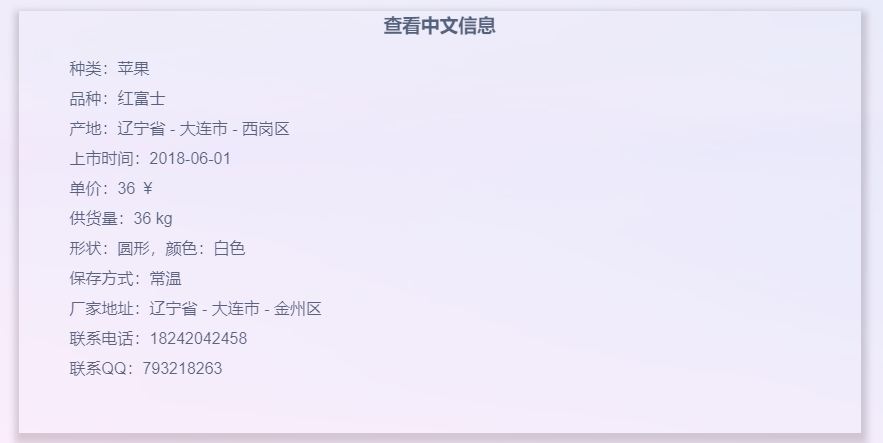 查看中文信息
种类：苹果
品种：红富士
产地：辽宁省 - 大连市 - 西岗区
上市时间：2018-06-01
单价：36 ￥
供货量：36 kg
形状：圆形，颜色：白色
保存方式：常温
厂家地址：辽宁省 - 大连市 - 金州区
联系电话：18242042458
联系QQ：793218263